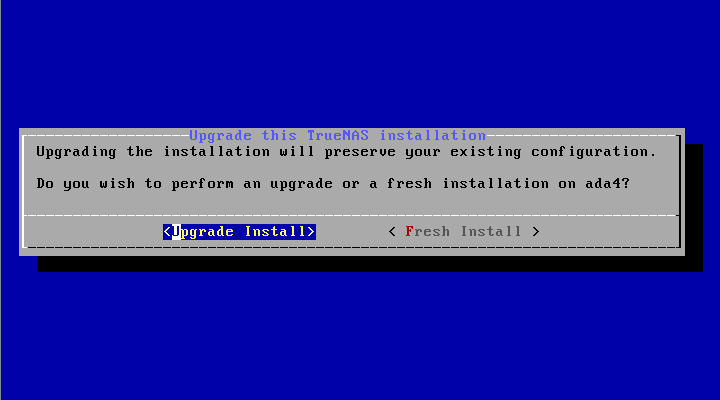 Upgrade this TrueNAS installation
Upgrading the installation will preserve your existing configuration.
Do you wish to perform an upgrade or a fresh installation on ada4?
<Upgrade Install> < Fresh Install >